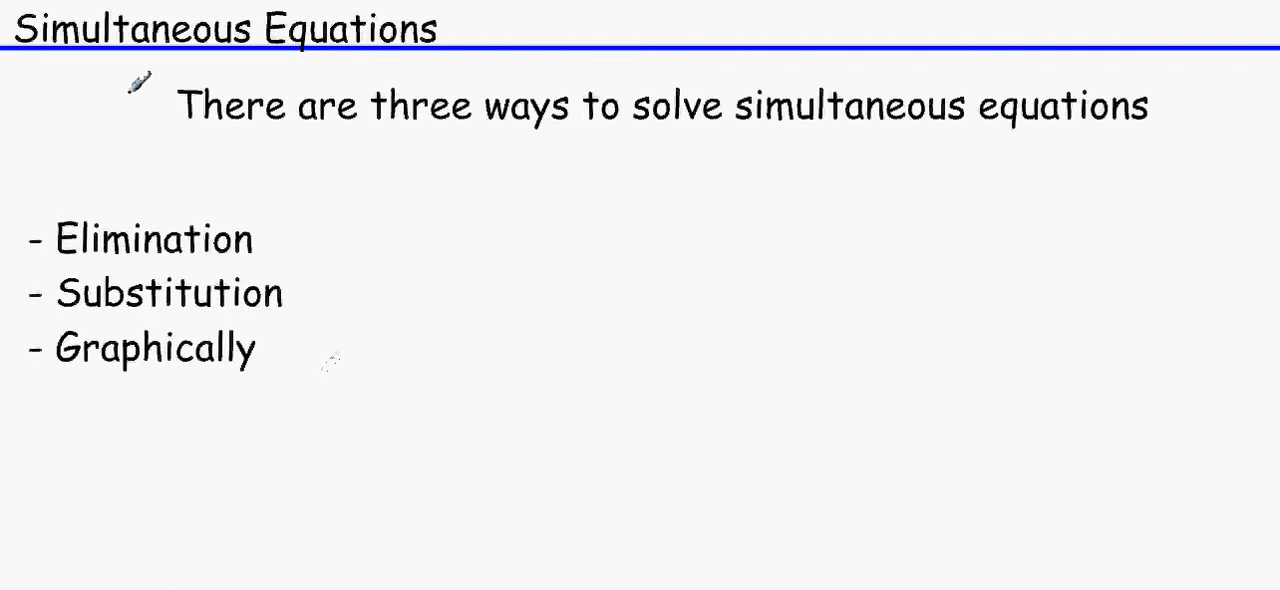 Simultaneous Equations
There are three ways to solve simultaneous equations
- Elimination
- Substitution
- Graphically